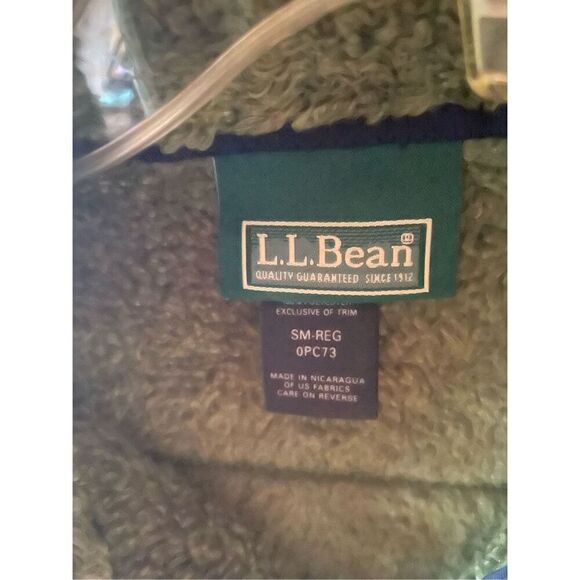 L.L.Bean
QUALITY GUARANTEED SINCE 1912
EXCLUSIVE OF TRIM
SM-REG
0PC73
MADE IN NICARAGUA
OF US FABRICS
CARE ON REVERSE